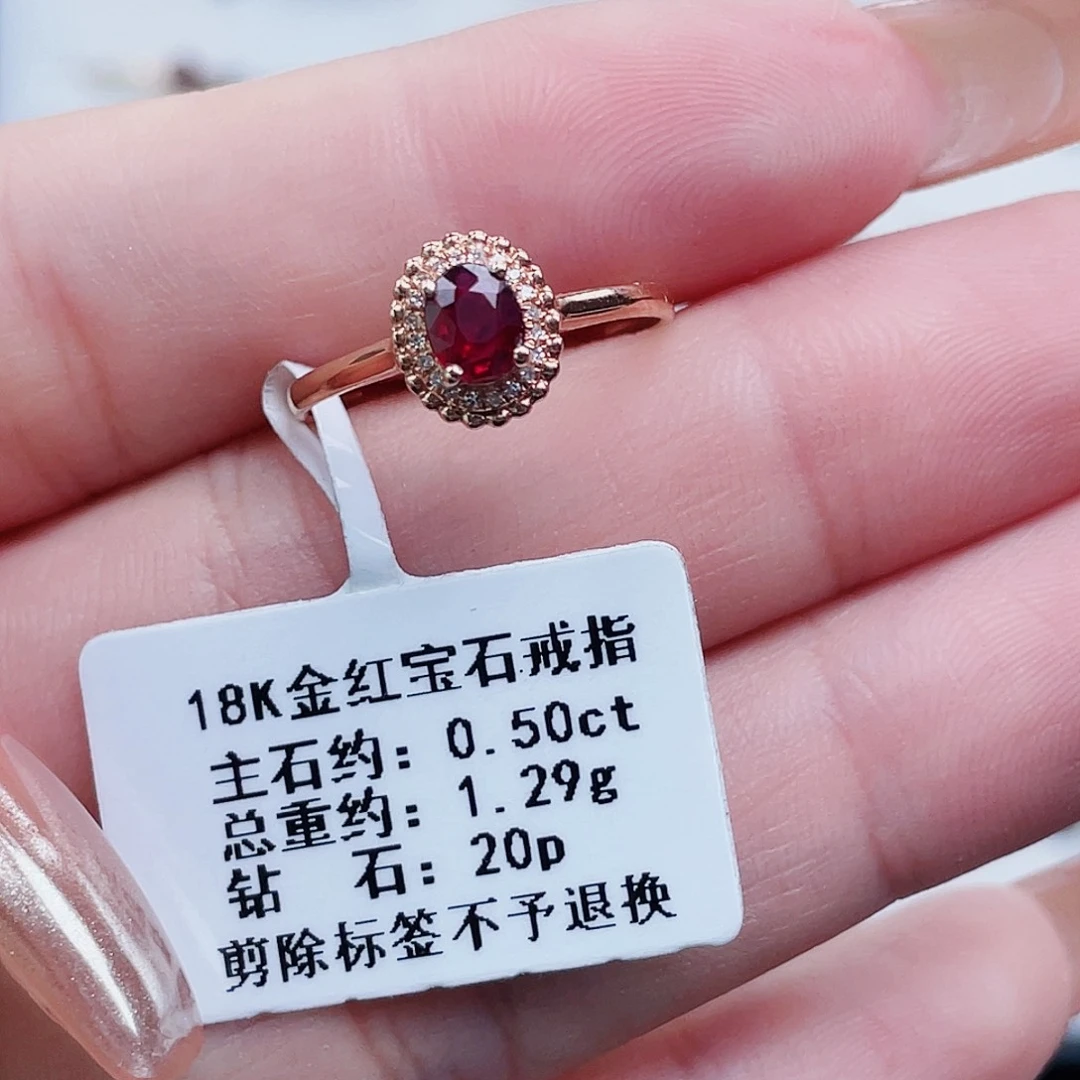 18K金红宝石戒指
主石约：0.50ct
总重约：1.29g
钻 石：20p
剪除标签不予退换